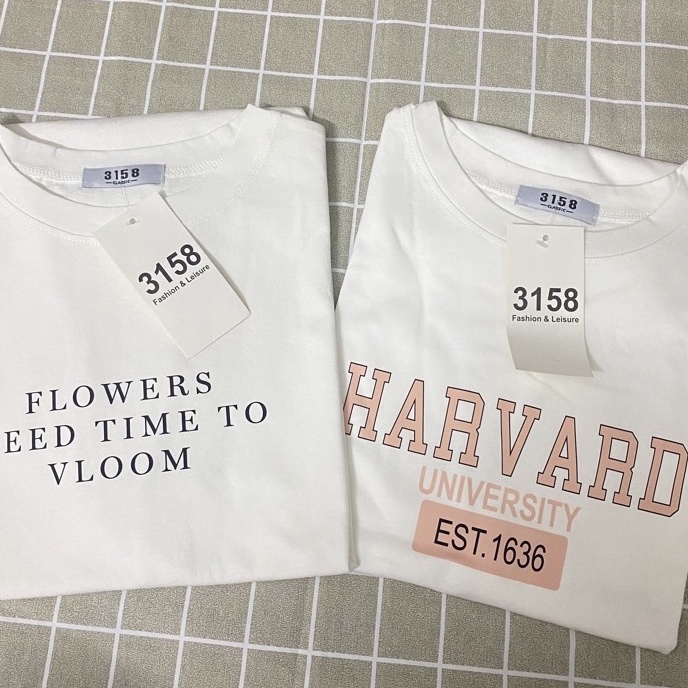 3158
CLASSIC
3158
Fashion & Leisure
FLOWERS
EED TIME TO
VLOOM
3158
CLASSIC
3158
Fashion & Leisure
HARVARD
UNIVERSITY
EST.1636